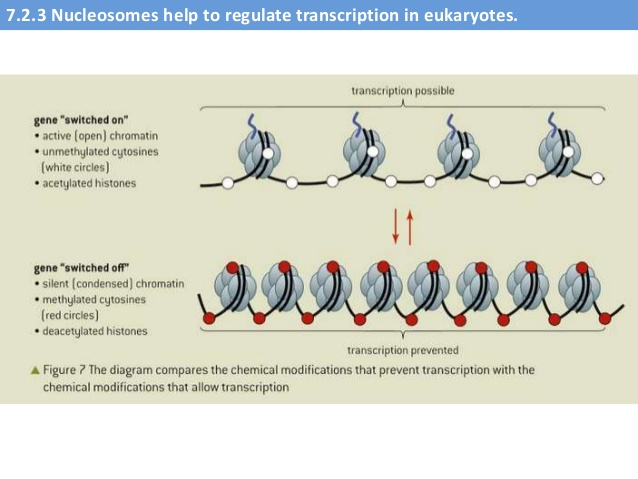 7.2.3 Nucleosomes help to regulate transcription in eukaryotes.
transcription possible
gene "switched on"
• active (open) chromatin
• unmethylated cytosines
(white circles)
• acetylated histones
gene "switched off"
• silent (condensed) chromatin
• methylated cytosines
(red circles)
• deacetylated histones
transcription prevented
▲ Figure 7 The diagram compares the chemical modifications that prevent transcription with the
chemical modifications that allow transcription